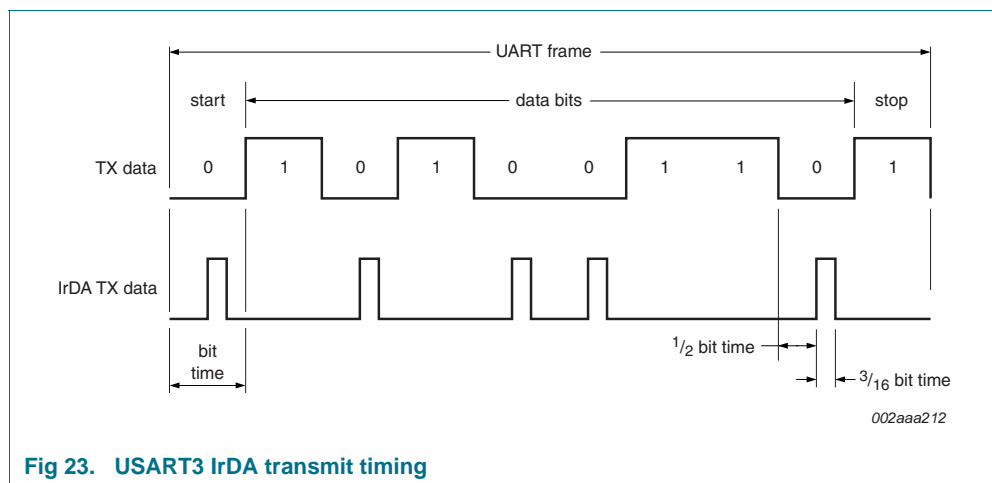 UART frame
start data bits stop
TX data 0 1 0 1 0 0 1 1 0 1
IrDA TX data
bit
time
1/2 bit time
3/16 bit time
002aaa212
Fig 23. USART3 IrDA transmit timing